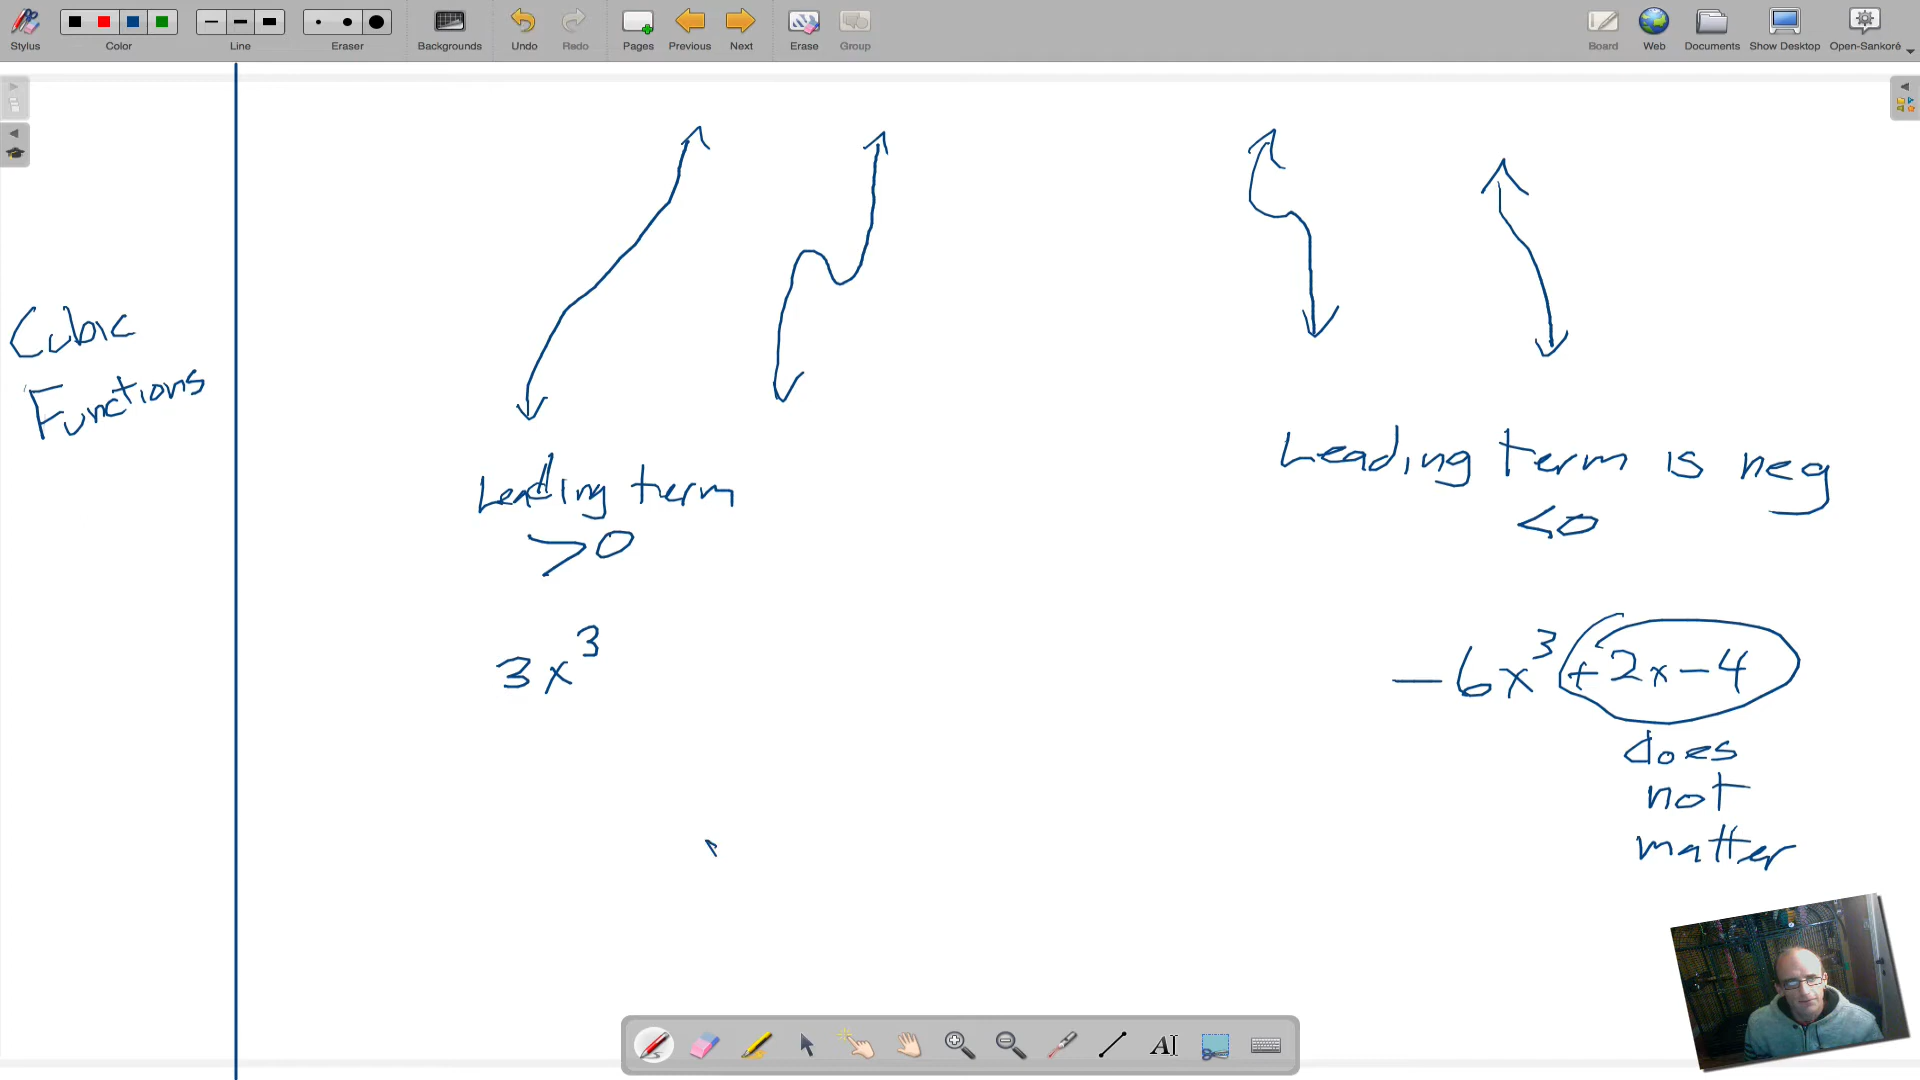 Stylus
Color
Line
Eraser
Backgrounds
Undo
Redo
Pages
Previous
Next
Erase
Group
Board
Web
Documents
Show Desktop
Open-Sankoré
Cubic
Functions
Leading term
>0
3x³
Leading term is neg
<0
-6x³+2x-4
does
not
matter
AI